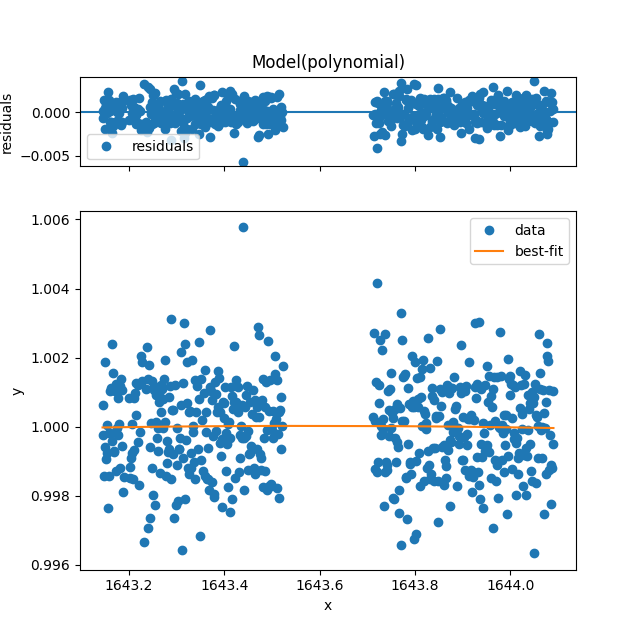 Model(polynomial)
residuals
0.000
−0.005
residuals
1.006
1.004
1.002
1.000
0.998
0.996
y
data
best-fit
1643.2 1643.4 1643.6 1643.8 1644.0
x